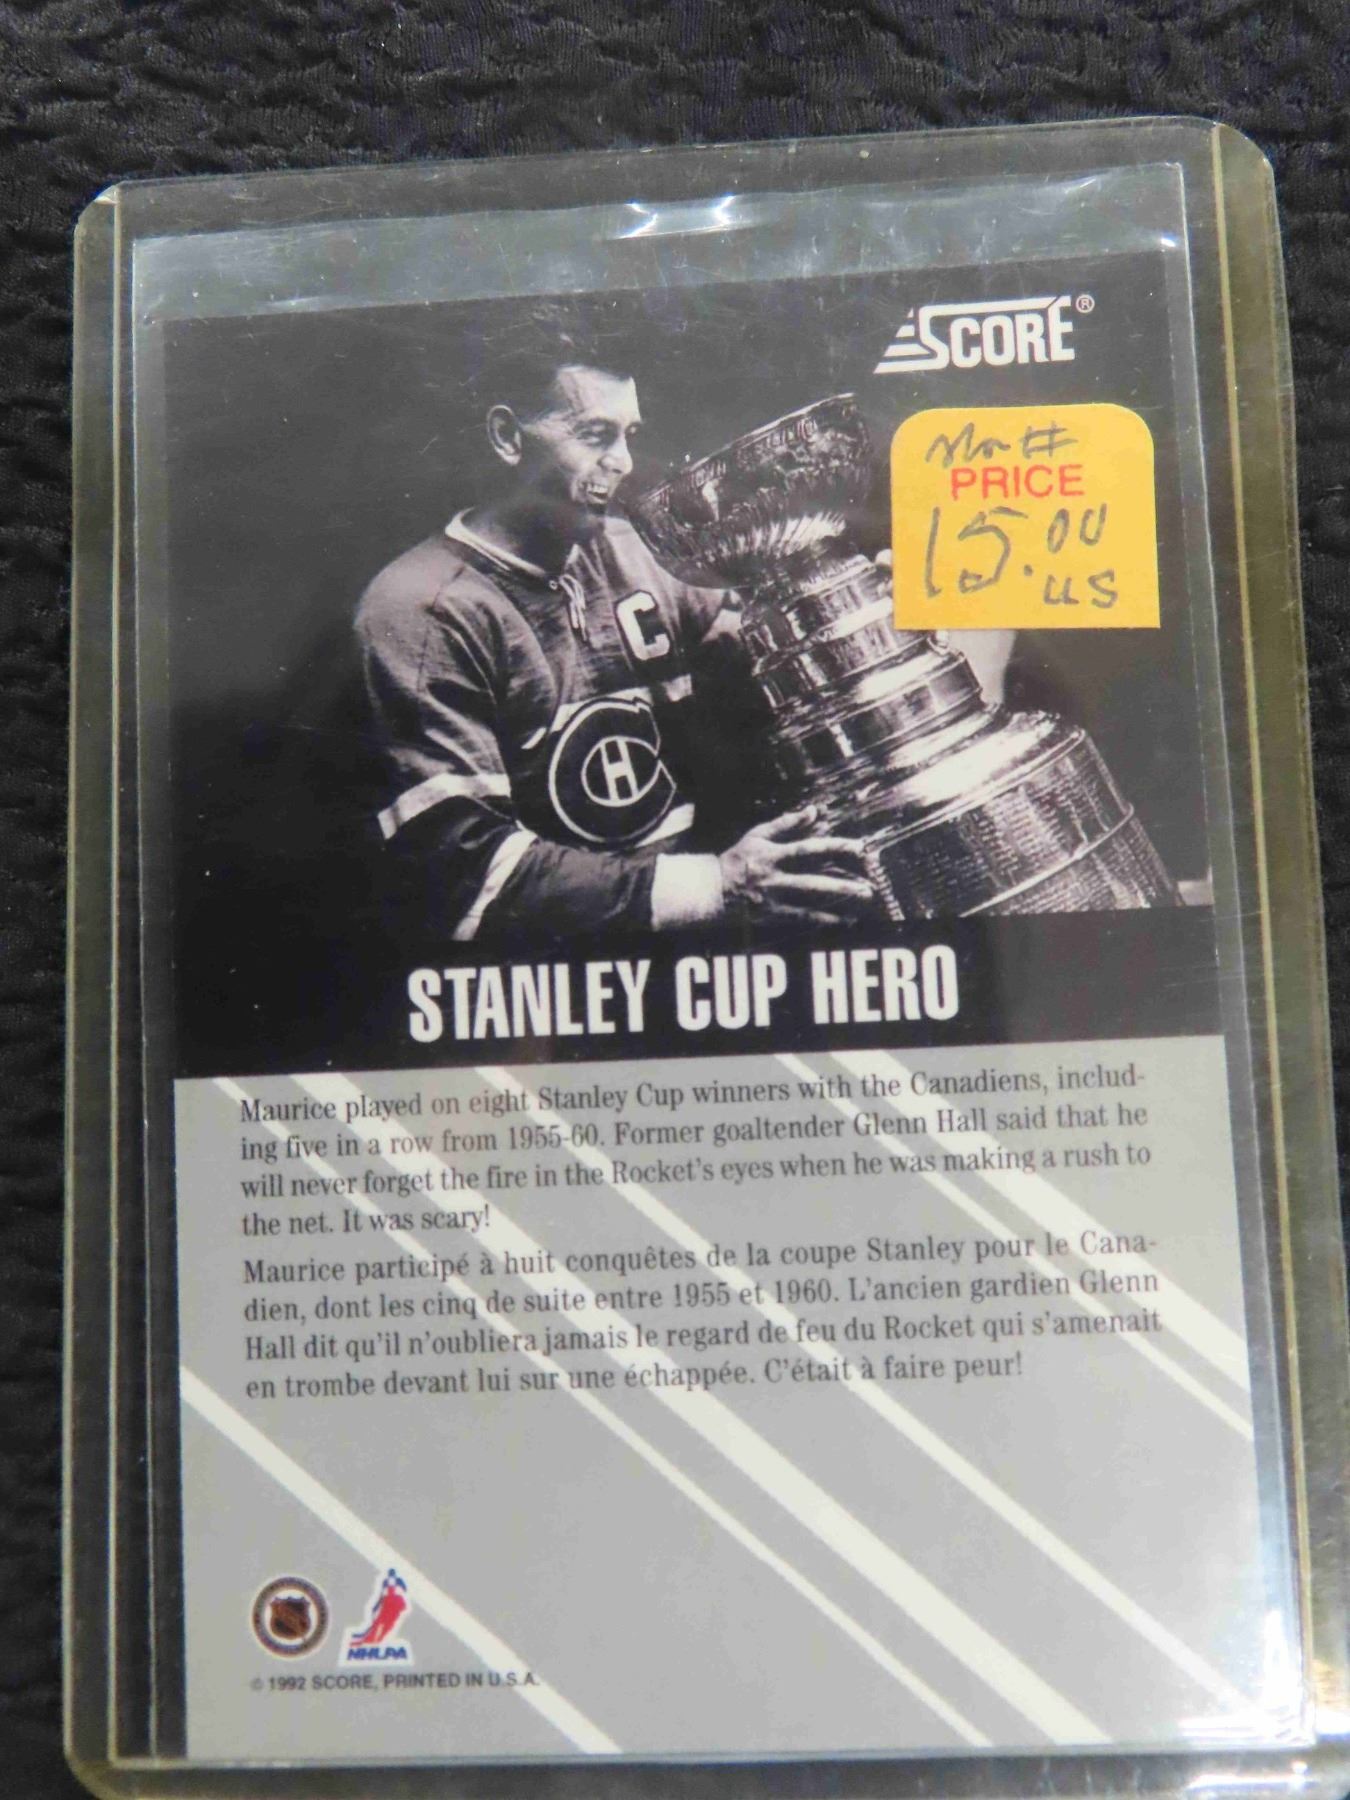 SCORE®
No #
PRICE
15.00
US
C
CH
STANLEY CUP HERO
Maurice played on eight Stanley Cup winners with the Canadiens, includ-
ing five in a row from 1955-60. Former goaltender Glenn Hall said that he
will never forget the fire in the Rocket's eyes when he was making a rush to
the net. It was scary!
Maurice participé à huit conquêtes de la coupe Stanley pour le Cana-
dien, dont les cinq de suite entre 1955 et 1960. L'ancien gardien Glenn
Hall dit qu'il n'oubliera jamais le regard de feu du Rocket qui s'amenait
en trombe devant lui sur une échappée. C'était à faire peur!
NHLPA
© 1992 SCORE, PRINTED IN U.S.A.